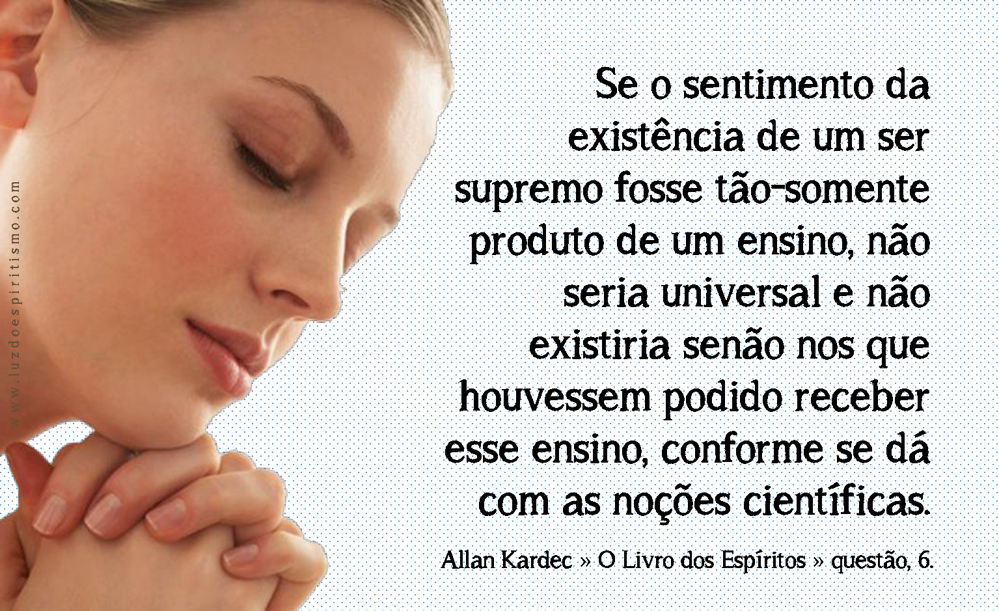 Se o sentimento da
existência de um ser
supremo fosse tão-somente
produto de um ensino, não
seria universal e não
existiria senão nos que
houvessem podido receber
esse ensino, conforme se dá
com as noções científicas.
Allan Kardec » O Livro dos Espíritos » questão, 6.
www.luzdoespiritismo.com